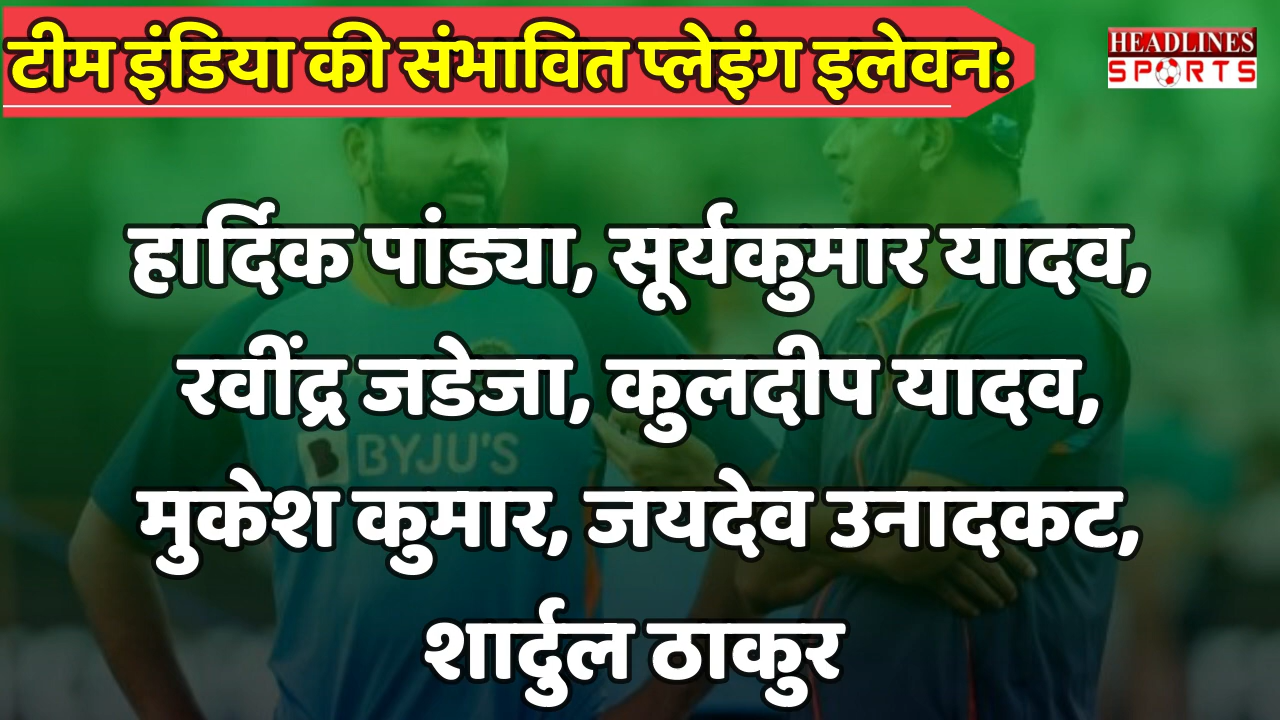 टीम इंडिया की संभावित प्लेइंग इलेवन:
HEADLINES
SPORTS
हार्दिक पांड्या, सूर्यकुमार यादव,
रवींद्र जडेजा, कुलदीप यादव,
BYJU'S
मुकेश कुमार, जयदेव उनादकट,
शार्दुल ठाकुर